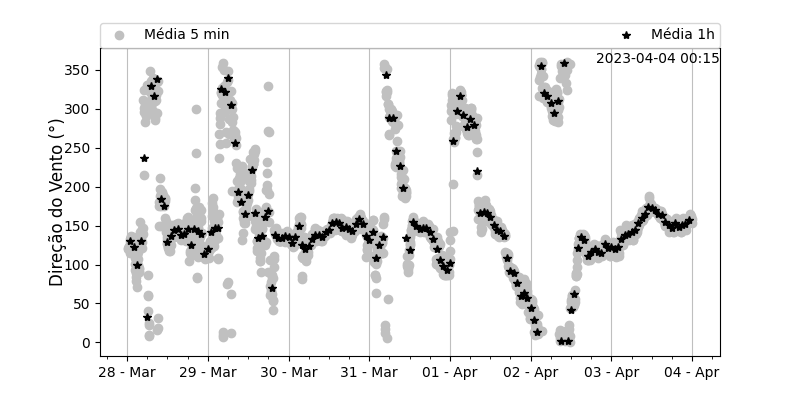 Média 5 min
Média 1h
2023-04-04 00:15
Direção do Vento (°)
350
300
250
200
150
100
50
0
28 - Mar
29 - Mar
30 - Mar
31 - Mar
01 - Apr
02 - Apr
03 - Apr
04 - Apr